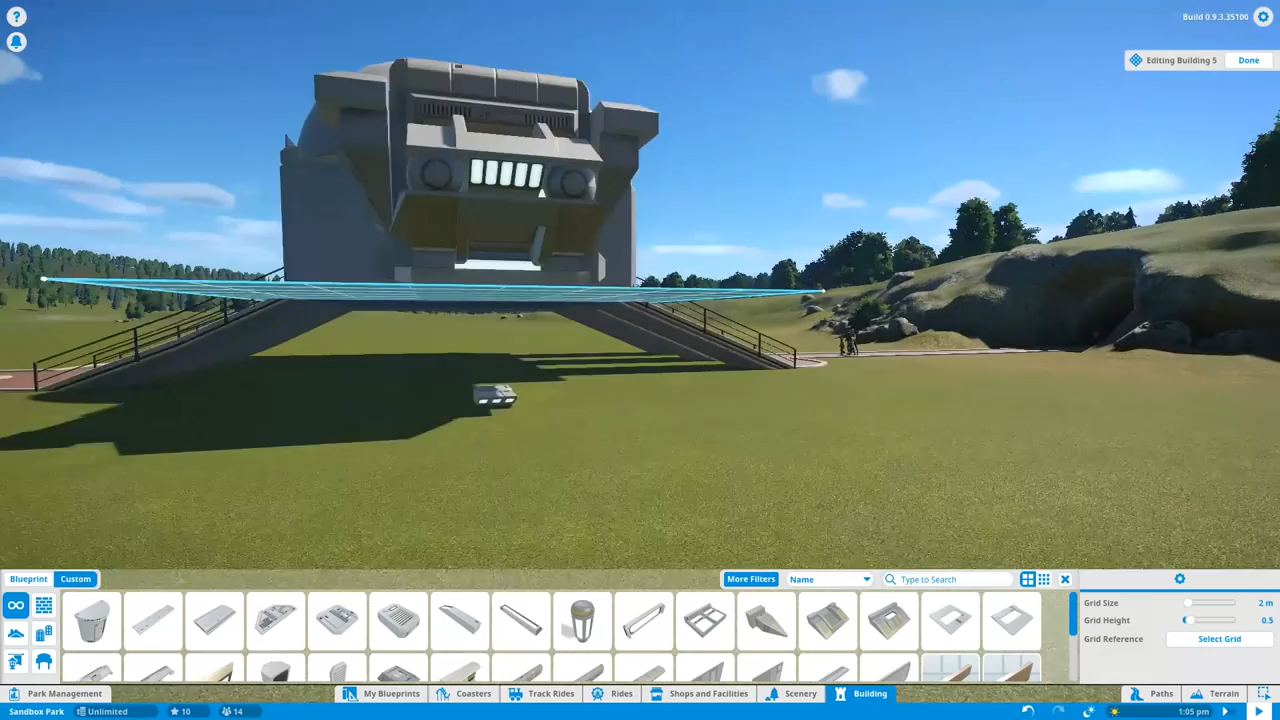 ?
Build 0.9.3.35100
Editing Building 5
Done
Blueprint
Custom
More Filters
Name
Type to Search
Grid Size
2 m
Grid Height
0.5
Grid Reference
Select Grid
Park Management
My Blueprints
Coasters
Track Rides
Rides
Shops and Facilities
Scenery
Building
Paths
Terrain
Sandbox Park
Unlimited
10
14
1:05 pm